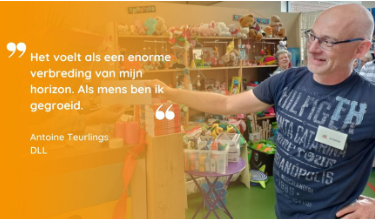 Het voelt als een enorme
verbreding van mijn
horizon. Als mens ben ik
gegroeid.
Antoine Teurlings
DLL